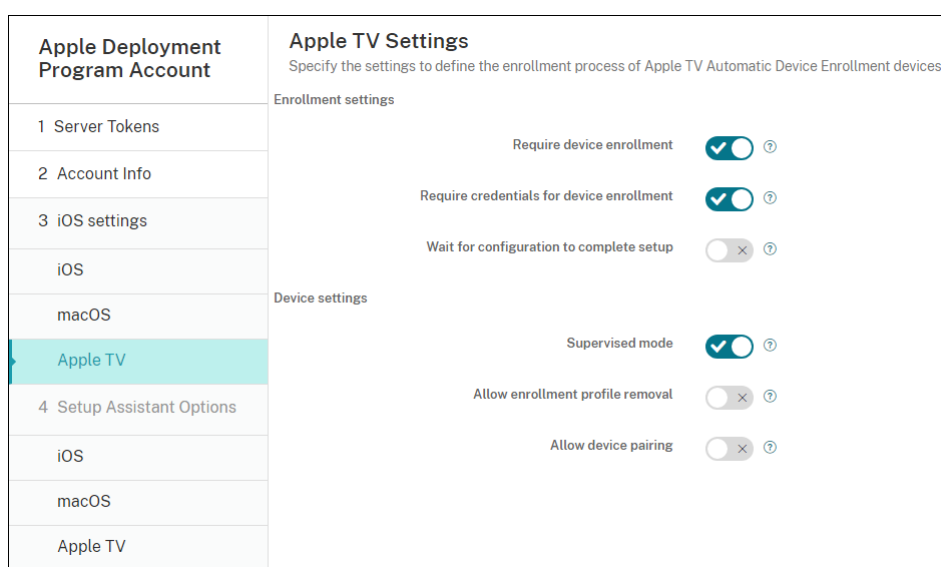 Apple Deployment
Program Account
1 Server Tokens
2 Account Info
3 iOS settings
iOS
macOS
Apple TV
4 Setup Assistant Options
iOS
macOS
Apple TV
Apple TV Settings
Specify the settings to define the enrollment process of Apple TV Automatic Device Enrollment devices
Enrollment settings
Require device enrollment
Require credentials for device enrollment
Wait for configuration to complete setup
Device settings
Supervised mode
Allow enrollment profile removal
Allow device pairing